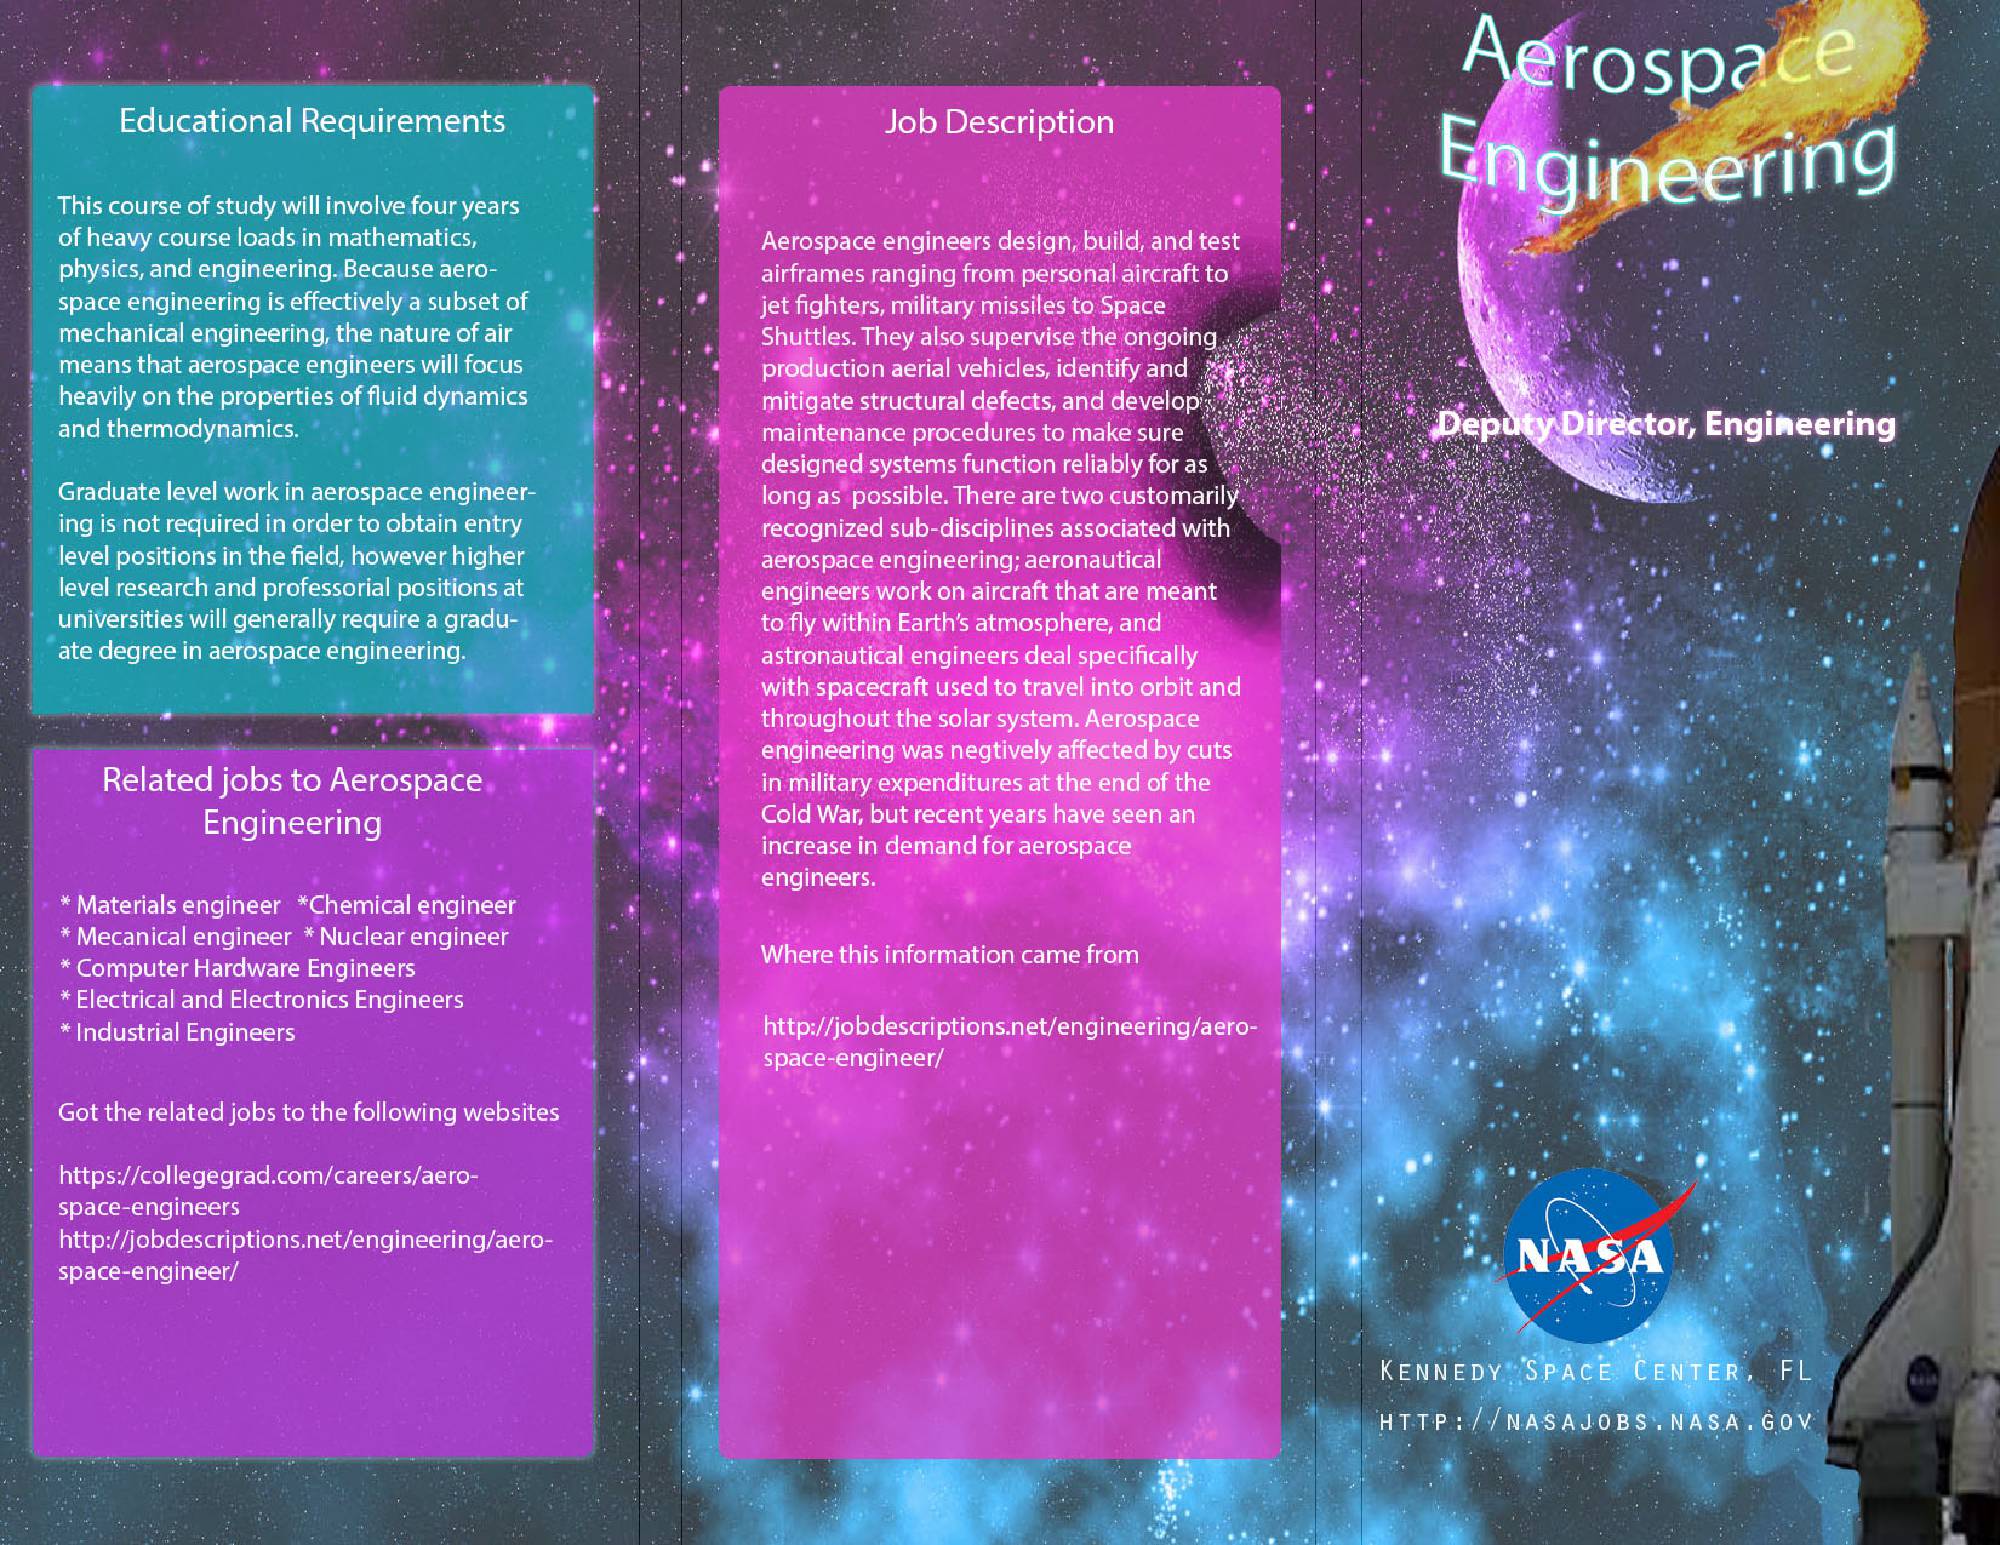 Educational Requirements
This course of study will involve four years
of heavy course loads in mathematics,
physics, and engineering. Because aero-
space engineering is effectively a subset of
mechanical engineering, the nature of air
means that aerospace engineers will focus
heavily on the properties of fluid dynamics
and thermodynamics.
Graduate level work in aerospace engineer-
ing is not required in order to obtain entry
level positions in the field, however higher
level research and professorial positions at
universities will generally require a gradu-
ate degree in aerospace engineering.
Related jobs to Aerospace
Engineering
* Materials engineer *Chemical engineer
* Mecanical engineer * Nuclear engineer
* Computer Hardware Engineers
* Electrical and Electronics Engineers
* Industrial Engineers
Got the related jobs to the following websites
https://collegegrad.com/careers/aero-
space-engineers
http://jobdescriptions.net/engineering/aero-
space-engineer/
Job Description
Aerospace engineers design, build, and test
airframes ranging from personal aircraft to
jet fighters, military missiles to Space
Shuttles. They also supervise the ongoing
production aerial vehicles, identify and
mitigate structural defects, and develop
maintenance procedures to make sure
designed systems function reliably for as
long as possible. There are two customarily
recognized sub-disciplines associated with
aerospace engineering; aeronautical
engineers work on aircraft that are meant
to fly within Earth's atmosphere, and
astronautical engineers deal specifically
with spacecraft used to travel into orbit and
throughout the solar system. Aerospace
engineering was negtively affected by cuts
in military expenditures at the end of the
Cold War, but recent years have seen an
increase in demand for aerospace
engineers.
Where this information came from
http://jobdescriptions.net/engineering/aero-
space-engineer/
Aerospace
Engineering
Deputy Director, Engineering
NASA
Kennedy Space Center, FL
http://nasajobs.nasa.gov